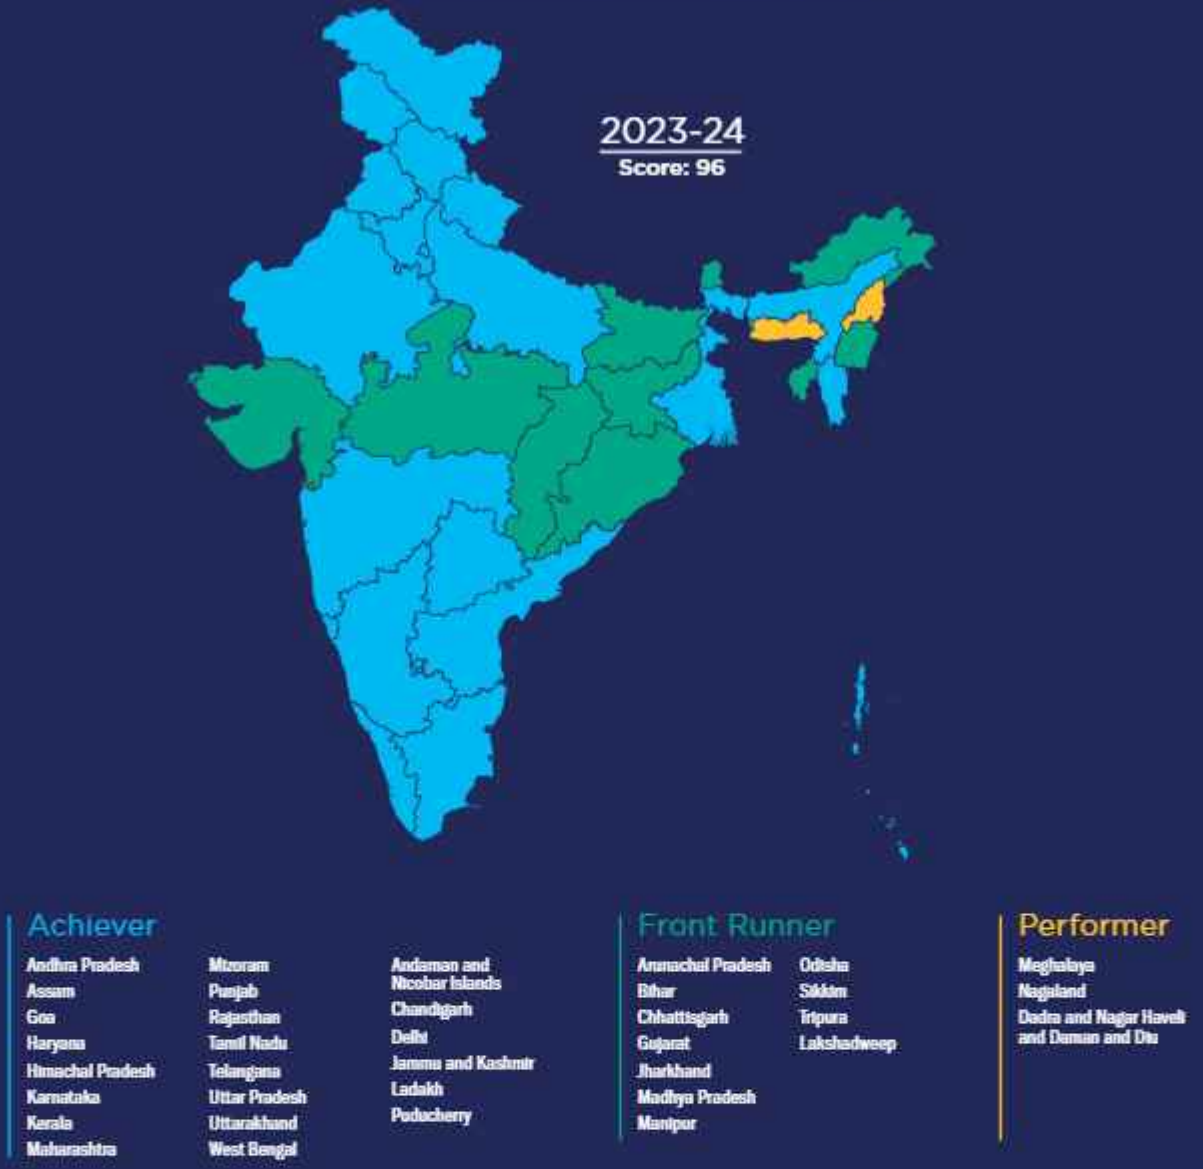 2023-24
Score: 96
Achiever
Andhra Pradesh
Assam
Goa
Haryana
Himachal Pradesh
Karnataka
Kerala
Maharashtra
Mizoram
Punjab
Rajasthan
Tamil Nadu
Telangana
Uttar Pradesh
Uttarakhand
West Bengal
Andaman and
Nicobar Islands
Chandigarh
Delhi
Jammu and Kashmir
Ladakh
Puducherry
Front Runner
Arunachal Pradesh
Bihar
Chhattisgarh
Gujarat
Jharkhand
Madhya Pradesh
Manipur
Odisha
Sikkim
Tripura
Lakshadweep
Performer
Meghalaya
Nagaland
Dadra and Nagar Haveli
and Daman and Diu